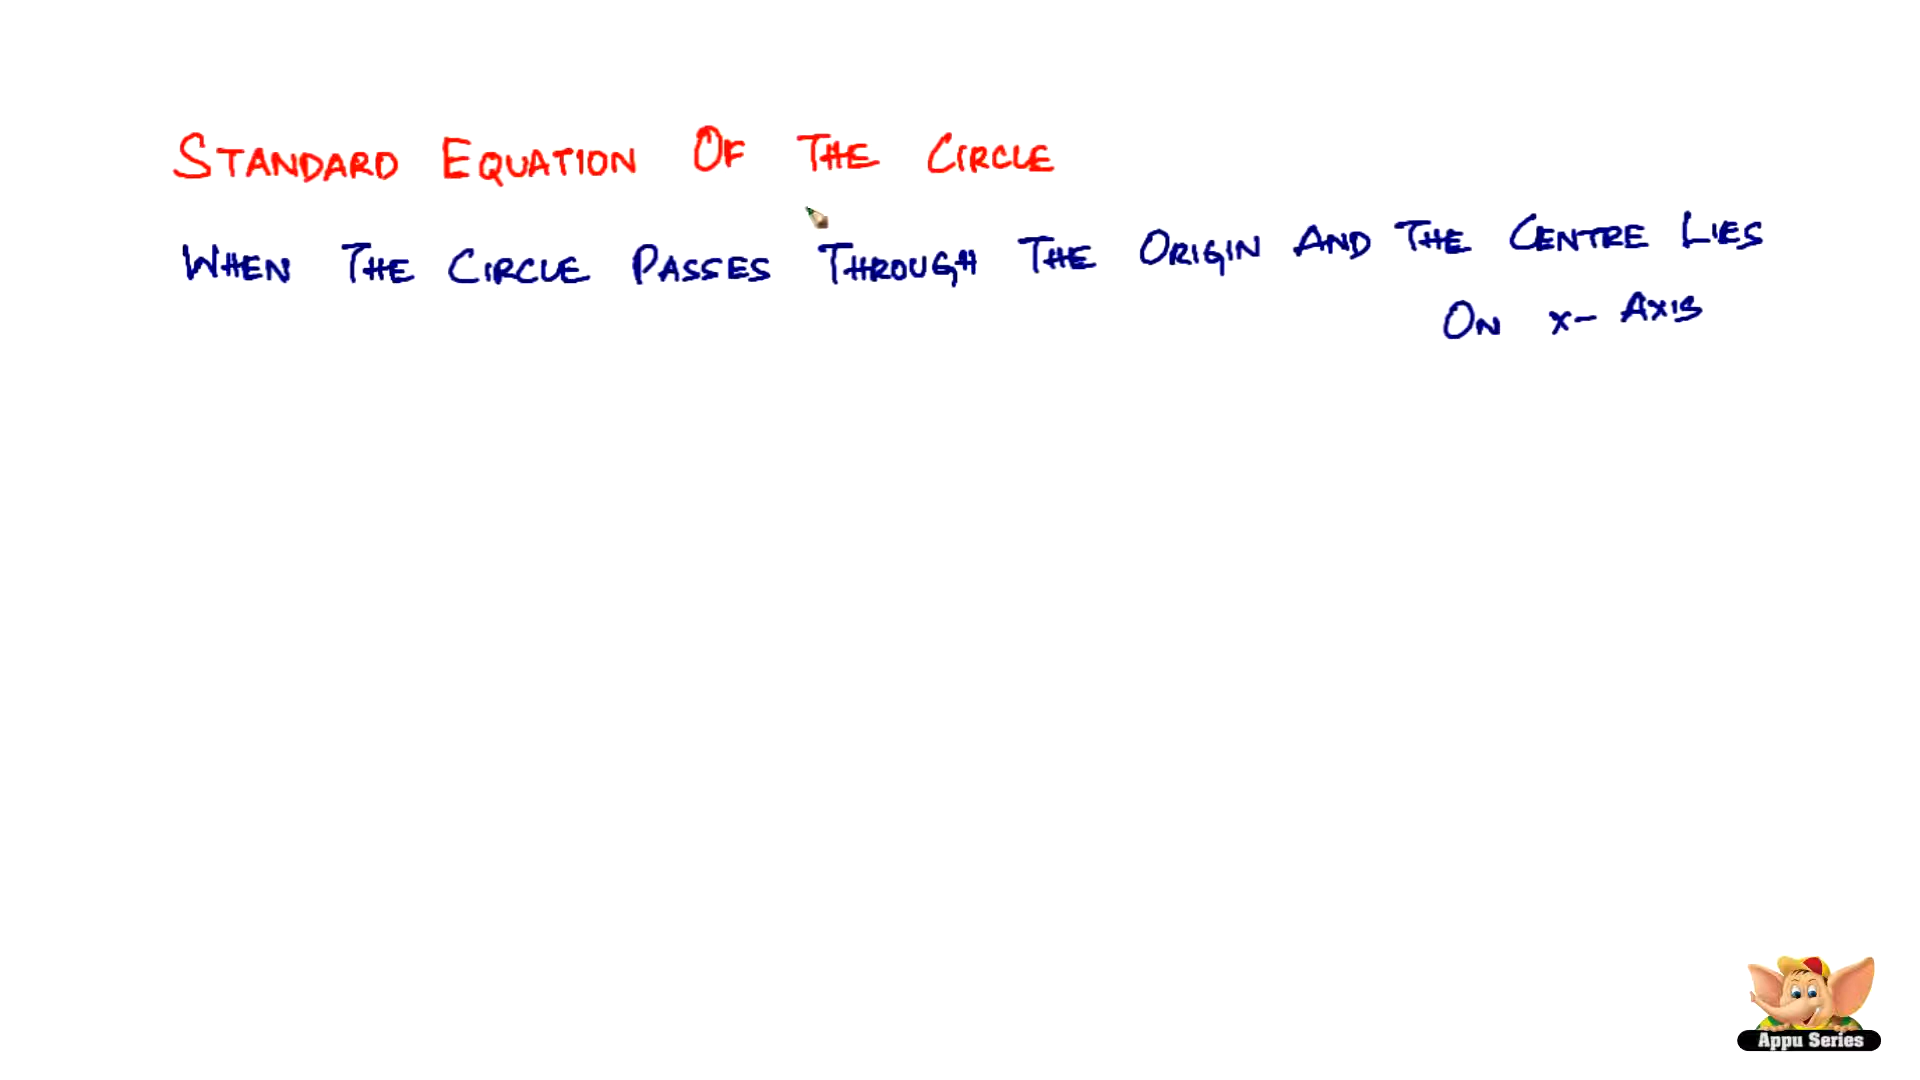 STANDARD EQUATION OF THE CIRCLE
WHEN THE CIRCLE PASSES THROUGH THE ORIGIN AND THE CENTRE LIES
ON x- AXIS
Appu Series